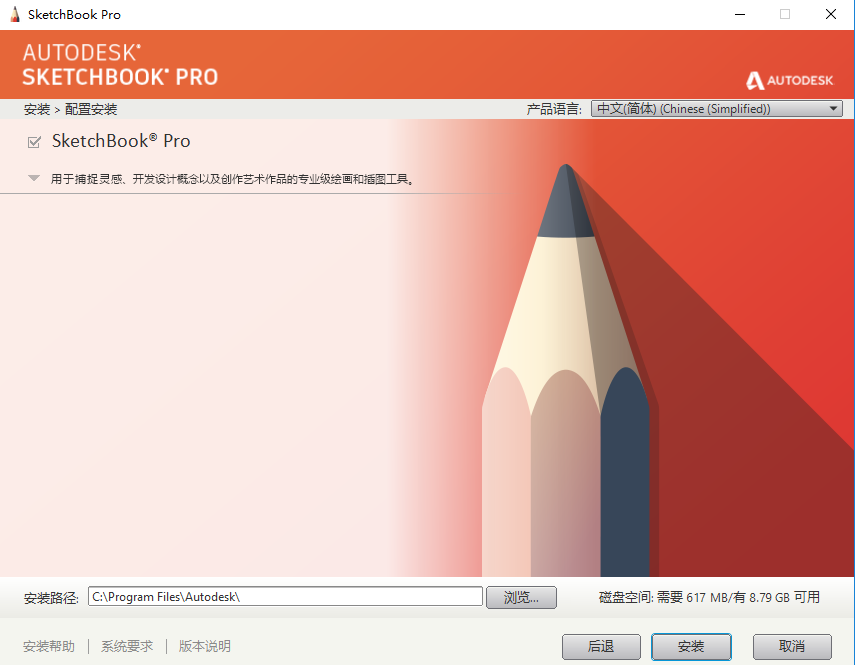 SketchBook Pro
AUTODESK®
SKETCHBOOK® PRO
AUTODESK
安装 > 配置安装
产品语言: 中文(简体) (Chinese (Simplified))
SketchBook® Pro
用于捕捉灵感、开发设计概念以及创作艺术作品的专业级绘画和插图工具。
安装路径: C:\Program Files\Autodesk\ 浏览... 磁盘空间: 需要 617 MB/有 8.79 GB 可用
安装帮助 系统要求 版本说明 后退 安装 取消